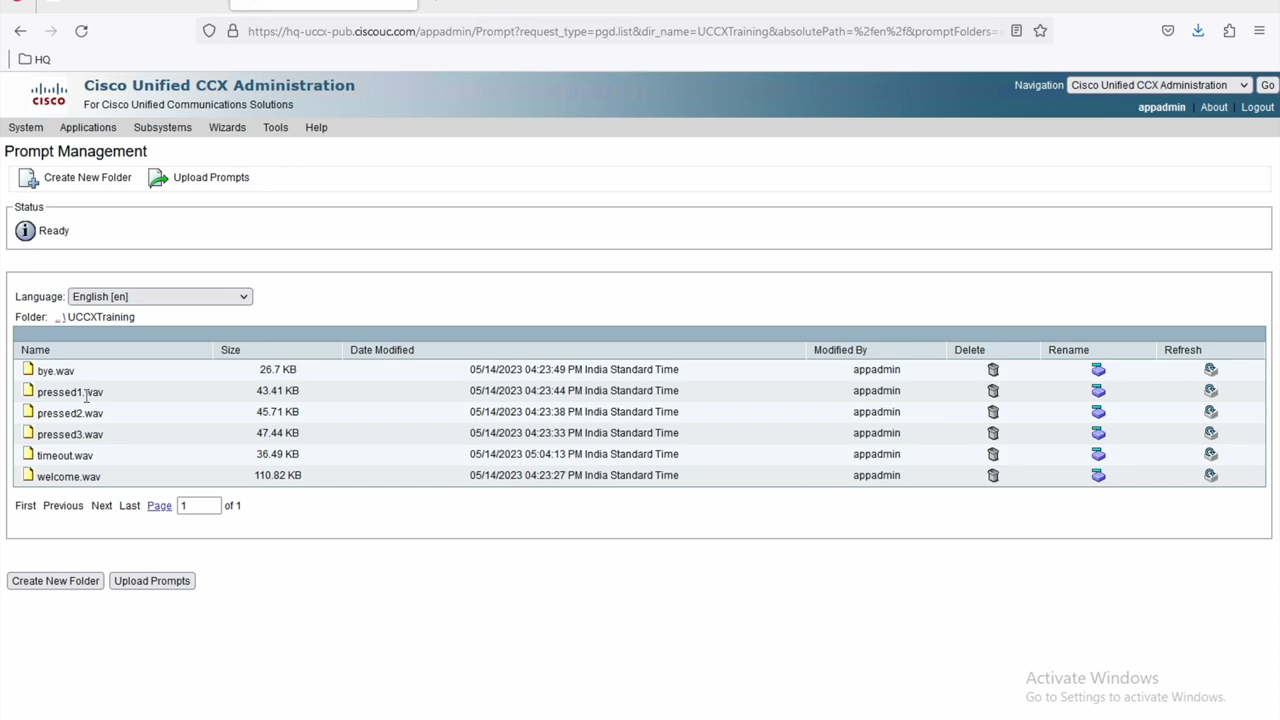 https://hq-uccx-pub.ciscouc.com/appadmin/Prompt?request_type=pgd.list&dir_name=UCCXTraining&absolutePath=%2fen%2f&promptFolders=
HQ
CISCO
Cisco Unified CCX Administration
For Cisco Unified Communications Solutions
Navigation Cisco Unified CCX Administration Go
appadmin | About | Logout
System Applications Subsystems Wizards Tools Help
Prompt Management
Create New Folder Upload Prompts
Status
i Ready
Language: English [en]
Folder: ..\UCCXTraining
Name Size Date Modified Modified By Delete Rename Refresh
bye.wav 26.7 KB 05/14/2023 04:23:49 PM India Standard Time appadmin
pressed1.wav 43.41 KB 05/14/2023 04:23:44 PM India Standard Time appadmin
pressed2.wav 45.71 KB 05/14/2023 04:23:38 PM India Standard Time appadmin
pressed3.wav 47.44 KB 05/14/2023 04:23:33 PM India Standard Time appadmin
timeout.wav 36.49 KB 05/14/2023 05:04:13 PM India Standard Time appadmin
welcome.wav 110.82 KB 05/14/2023 04:23:27 PM India Standard Time appadmin
First Previous Next Last Page 1 of 1
Create New Folder Upload Prompts
Activate Windows
Go to Settings to activate Windows.